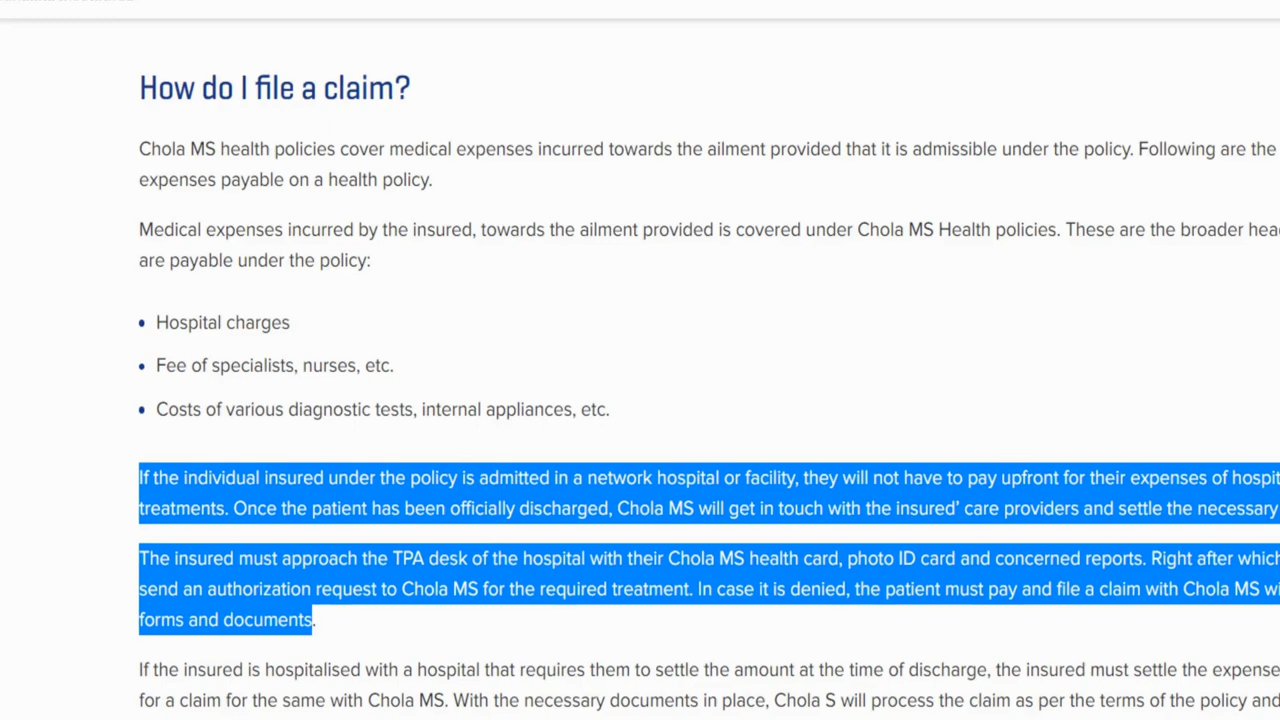 How do I file a claim?
Chola MS health policies cover medical expenses incurred towards the ailment provided that it is admissible under the policy. Following are the
expenses payable on a health policy.
Medical expenses incurred by the insured, towards the ailment provided is covered under Chola MS Health policies. These are the broader
are payable under the policy:
• Hospital charges
• Fee of specialists, nurses, etc.
• Costs of various diagnostic tests, internal appliances, etc.
If the individual insured under the policy is admitted in a network hospital or facility, they will not have to pay upfront for their expenses of
treatments. Once the patient has been officially discharged, Chola MS will get in touch with the insured’ care providers and settle the necessary
The insured must approach the TPA desk of the hospital with their Chola MS health card, photo ID card and concerned reports. Right after which
send an authorization request to Chola MS for the required treatment. In case it is denied, the patient must pay and file a claim with Chola MS
forms and documents.
If the insured is hospitalised with a hospital that requires them to settle the amount at the time of discharge, the insured must settle the
for a claim for the same with Chola MS. With the necessary documents in place, Chola S will process the claim as per the terms of the policy and